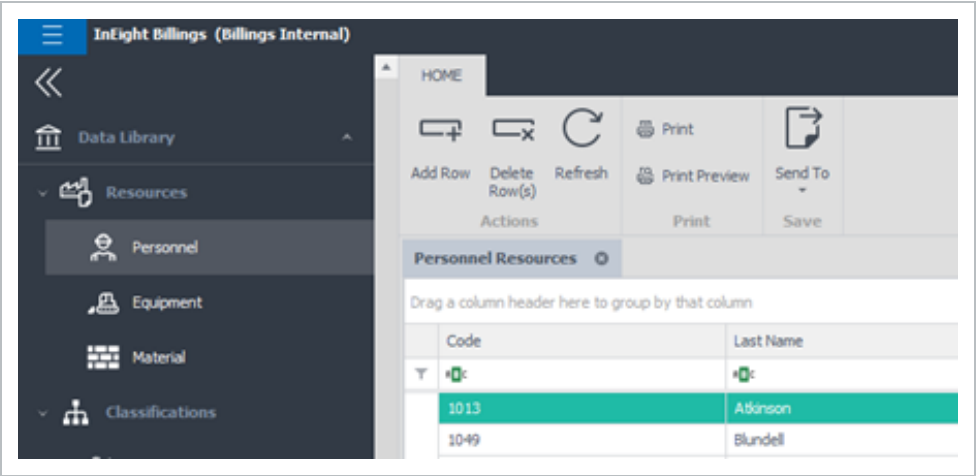 InEight Billings (Billings Internal)
HOME
Data Library
Resources
Personnel
Equipment
Material
Classifications
Add Row
Delete Row(s)
Refresh
Print
Print Preview
Send To
Actions
Print
Save
Personnel Resources
Drag a column header here to group by that column
Code Last Name
1013 Atkinson
1049 Blundell